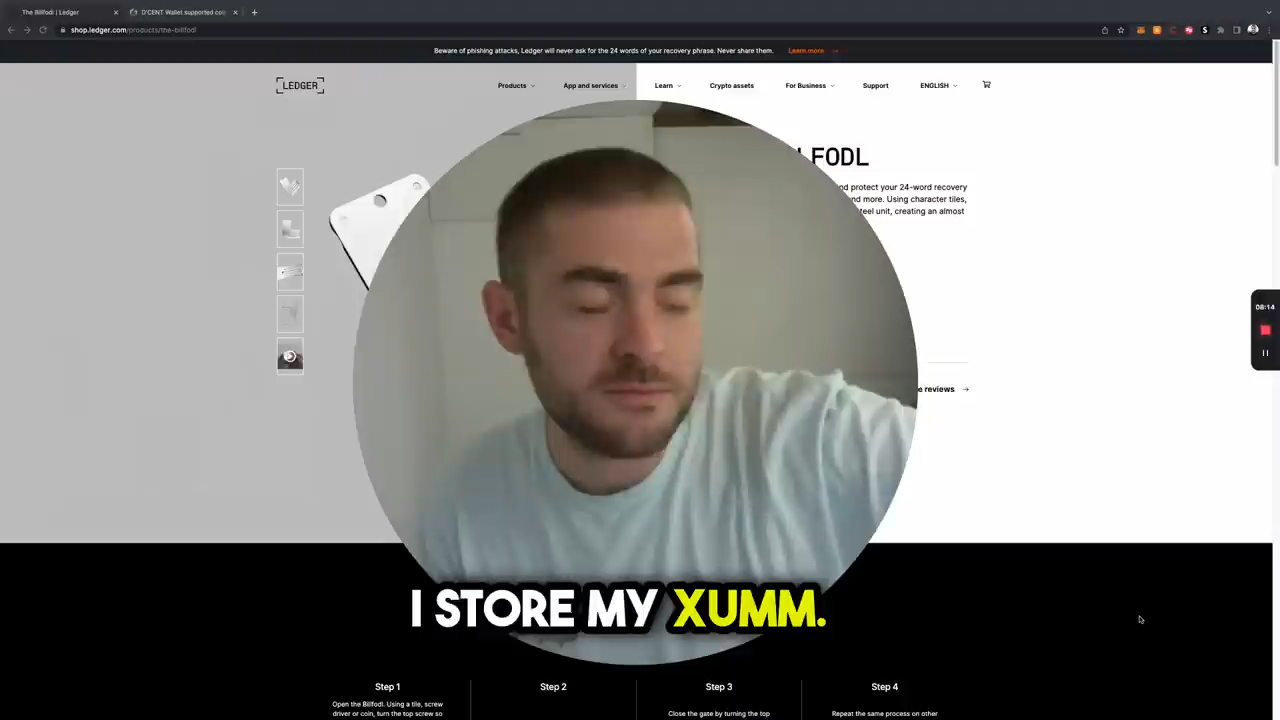 The Billfodl | Ledger
D'CENT Wallet supported co
shop.ledger.com/products/the-billfodl
Beware of phishing attacks, Ledger will never ask for the 24 words of your recovery phrase. Never share them. Learn more →
LEDGER
Products
App and services
Learn
Crypto assets
For Business
Support
ENGLISH
LFODL
nd protect your 24-word recovery
nd more. Using character tiles,
teel unit, creating an almost
08:14
e reviews →
I STORE MY XUMM.
Step 1
Step 2
Step 3
Step 4
Open the Billfodl. Using a tile, screw
driver or coin, turn the top screw so
Close the gate by turning the top
Repeat the same process on other